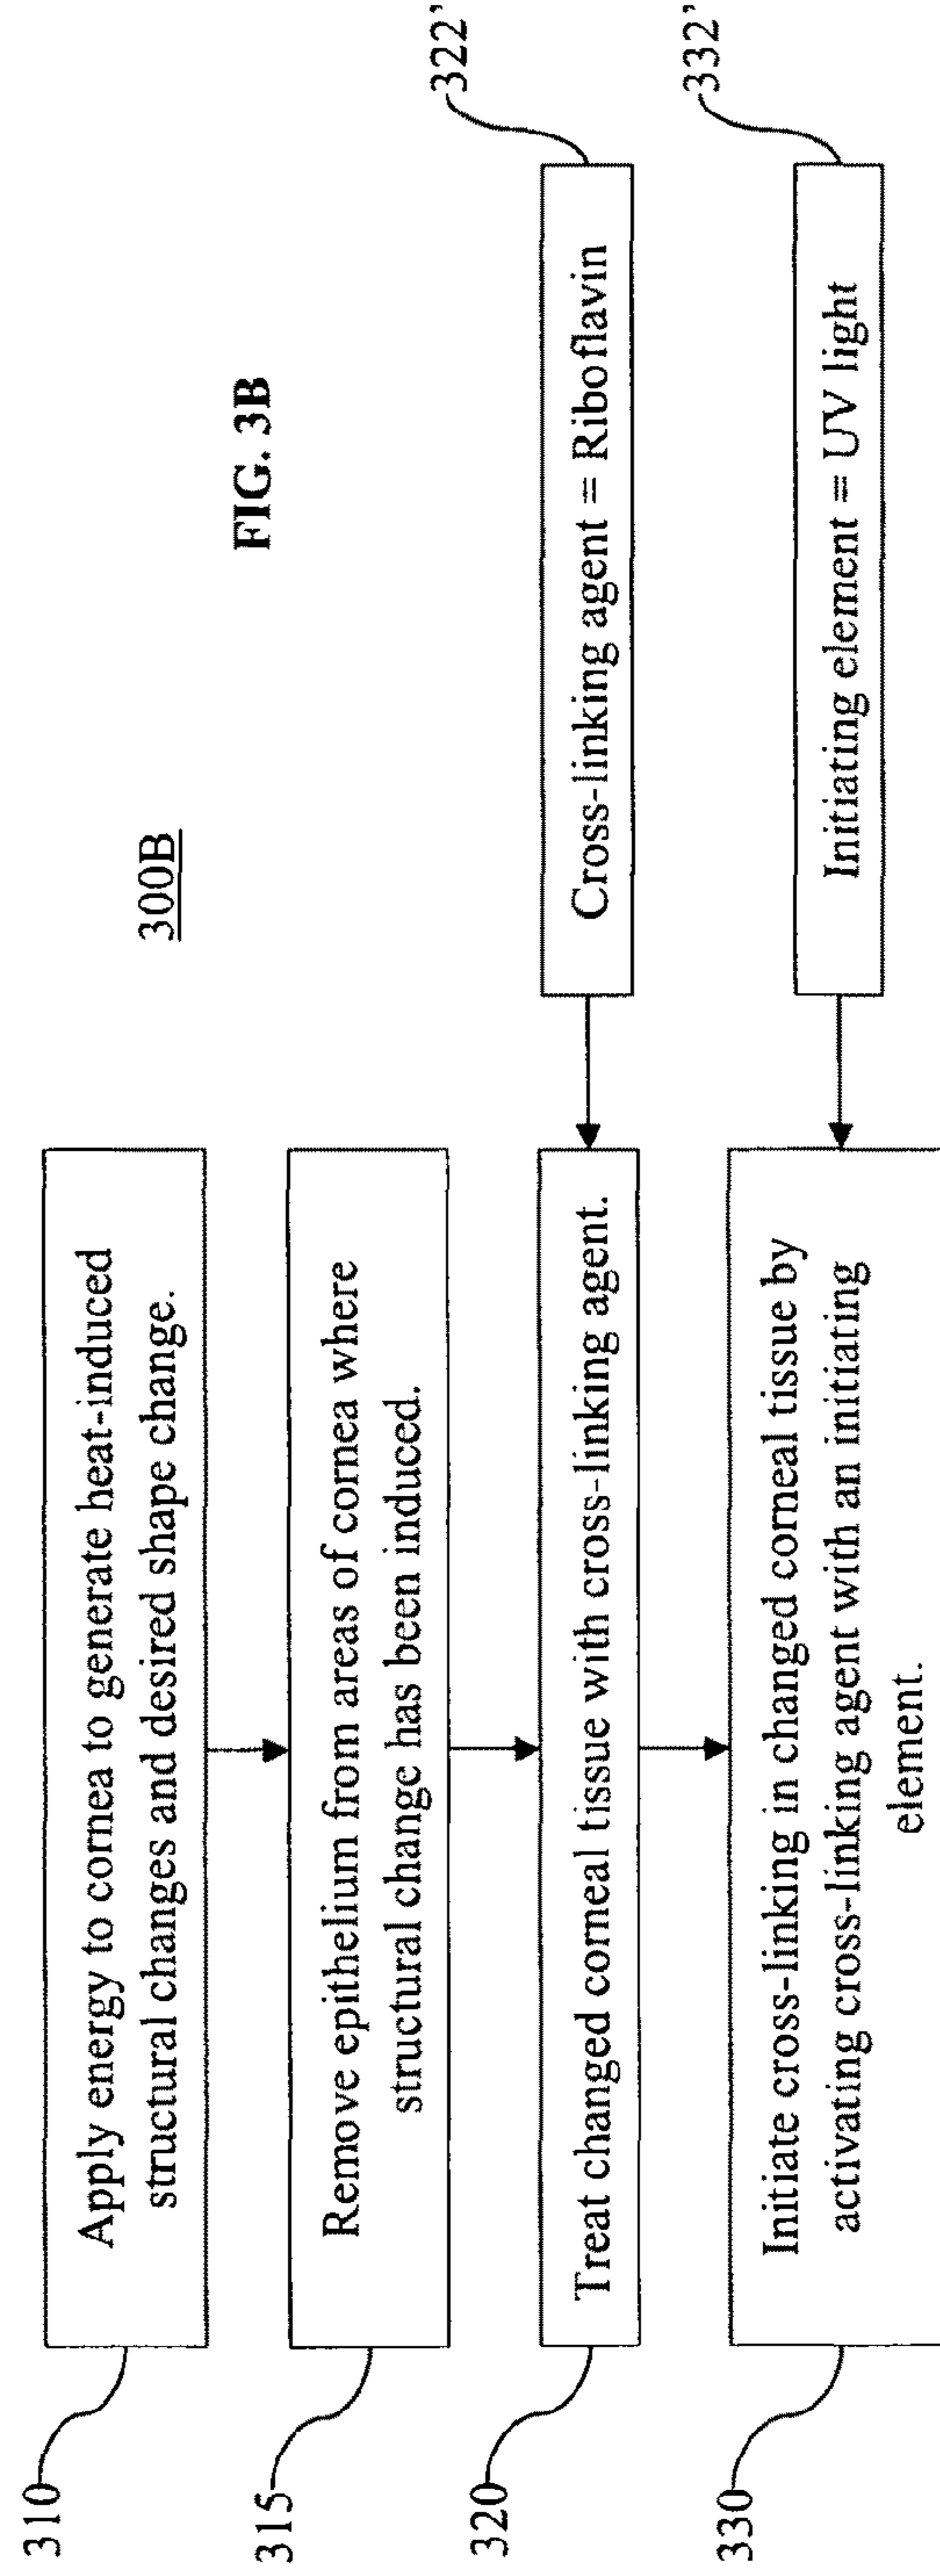 300B
FIG. 3B
310
Apply energy to cornea to generate heat-induced
structural changes and desired shape change.
315
Remove epithelium from areas of cornea where
structural change has been induced.
320
Treat changed corneal tissue with cross-linking agent.
Cross-linking agent = Riboflavin
322'
330
Initiate cross-linking in changed corneal tissue by
activating cross-linking agent with an initiating
element.
Initiating element = UV light
332'